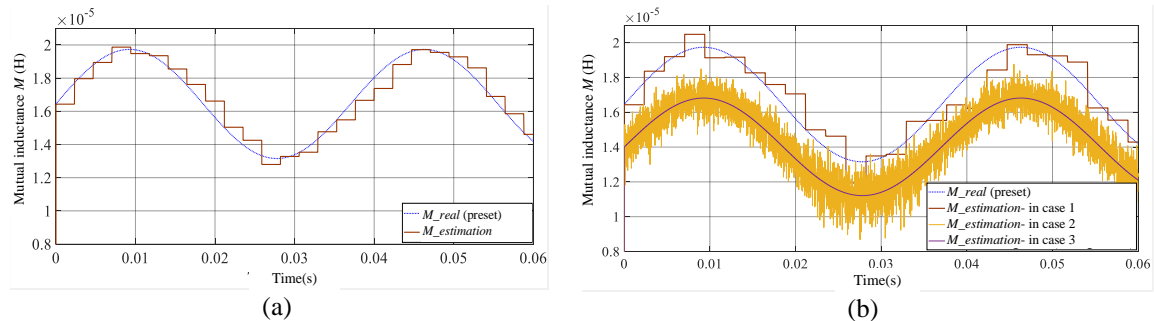 ×10⁻⁵
2
1.8
1.6
1.4
1.2
1
0.8
Mutual inductance M (H)
M_real (preset)
M_estimation
0 0.01 0.02 0.03 0.04 0.05 0.06
Time(s)
(a)
×10⁻⁵
2
1.8
1.6
1.4
1.2
1
0.8
Mutual inductance M (H)
M_real (preset)
M_estimation- in case 1
M_estimation- in case 2
M_estimation- in case 3
0 0.01 0.02 0.03 0.04 0.05 0.06
Time(s)
(b)